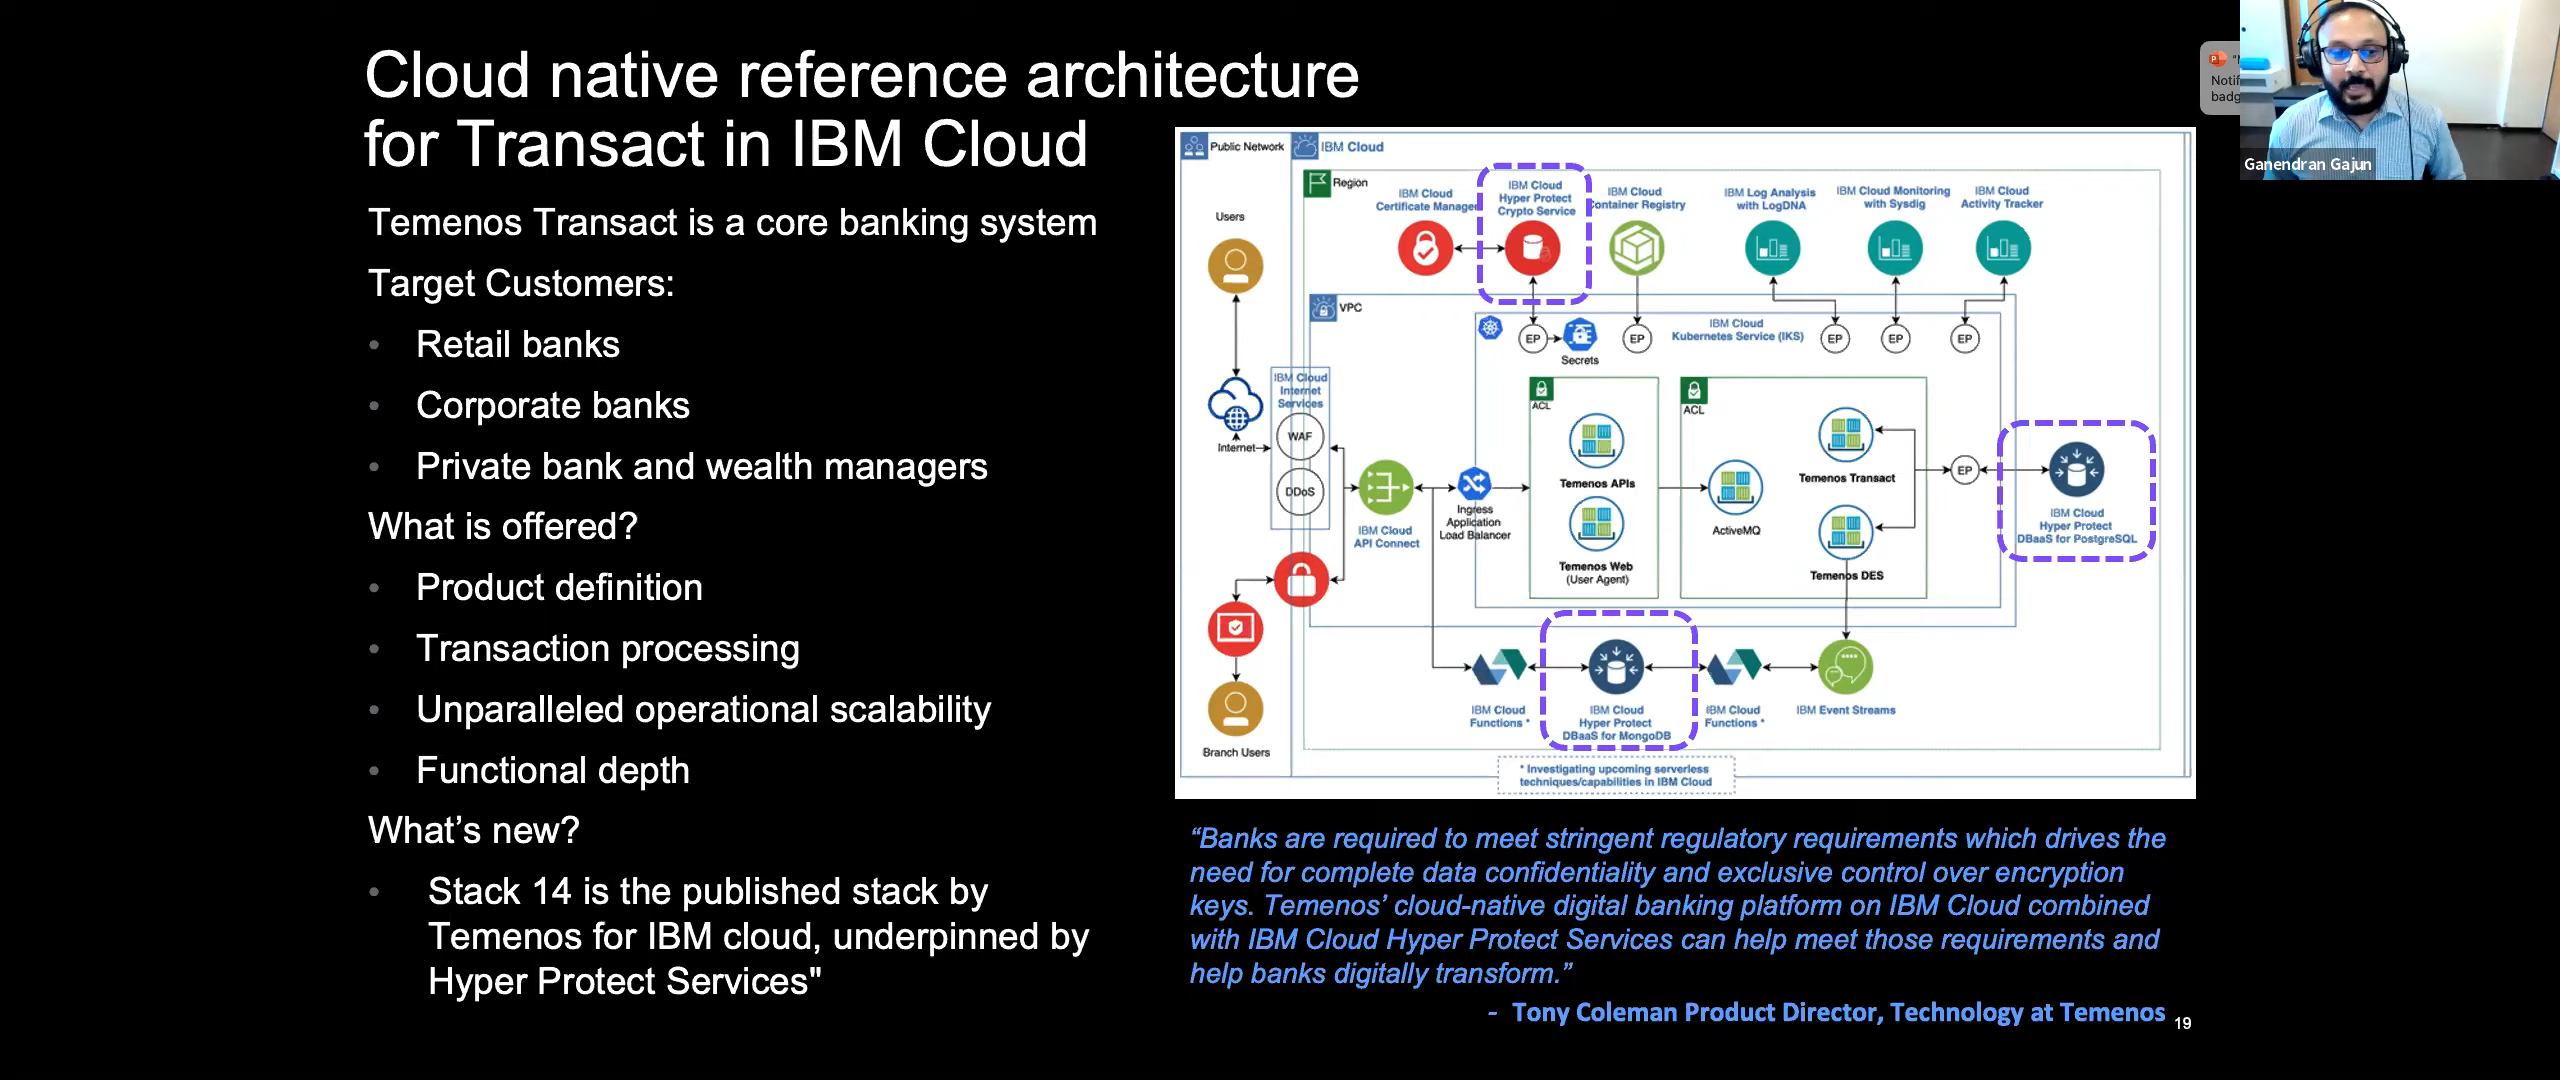 Cloud native reference architecture
for Transact in IBM Cloud
Temenos Transact is a core banking system
Target Customers:
• Retail banks
• Corporate banks
• Private bank and wealth managers
What is offered?
• Product definition
• Transaction processing
• Unparalleled operational scalability
• Functional depth
What’s new?
• Stack 14 is the published stack by
Temenos for IBM cloud, underpinned by
Hyper Protect Services"
Public Network
IBM Cloud
Region
Users
IBM Cloud
Certificate Manager
IBM Cloud
Hyper Protect
Crypto Service
IBM Cloud
Container Registry
IBM Log Analysis
with LogDNA
IBM Cloud Monitoring
with Sysdig
IBM Cloud
Activity Tracker
VPC
IBM Cloud
Kubernetes Service (IKS)
EP
Secrets
EP
EP
EP
EP
IBM Cloud
Internet
Services
WAF
DDoS
Internet
IBM Cloud
API Connect
Ingress
Application
Load Balancer
ACL
Temenos APIs
Temenos Web
(User Agent)
ACL
ActiveMQ
Temenos Transact
Temenos DES
EP
IBM Cloud
Hyper Protect
DBaaS for PostgreSQL
Branch Users
IBM Cloud
Functions *
IBM Cloud
Hyper Protect
DBaaS for MongoDB
IBM Cloud
Functions *
IBM Event Streams
* Investigating upcoming serverless
techniques/capabilities in IBM Cloud
“Banks are required to meet stringent regulatory requirements which drives the
need for complete data confidentiality and exclusive control over encryption
keys. Temenos’ cloud-native digital banking platform on IBM Cloud combined
with IBM Cloud Hyper Protect Services can help meet those requirements and
help banks digitally transform.”
- Tony Coleman Product Director, Technology at Temenos
19
Ganendran Gajun